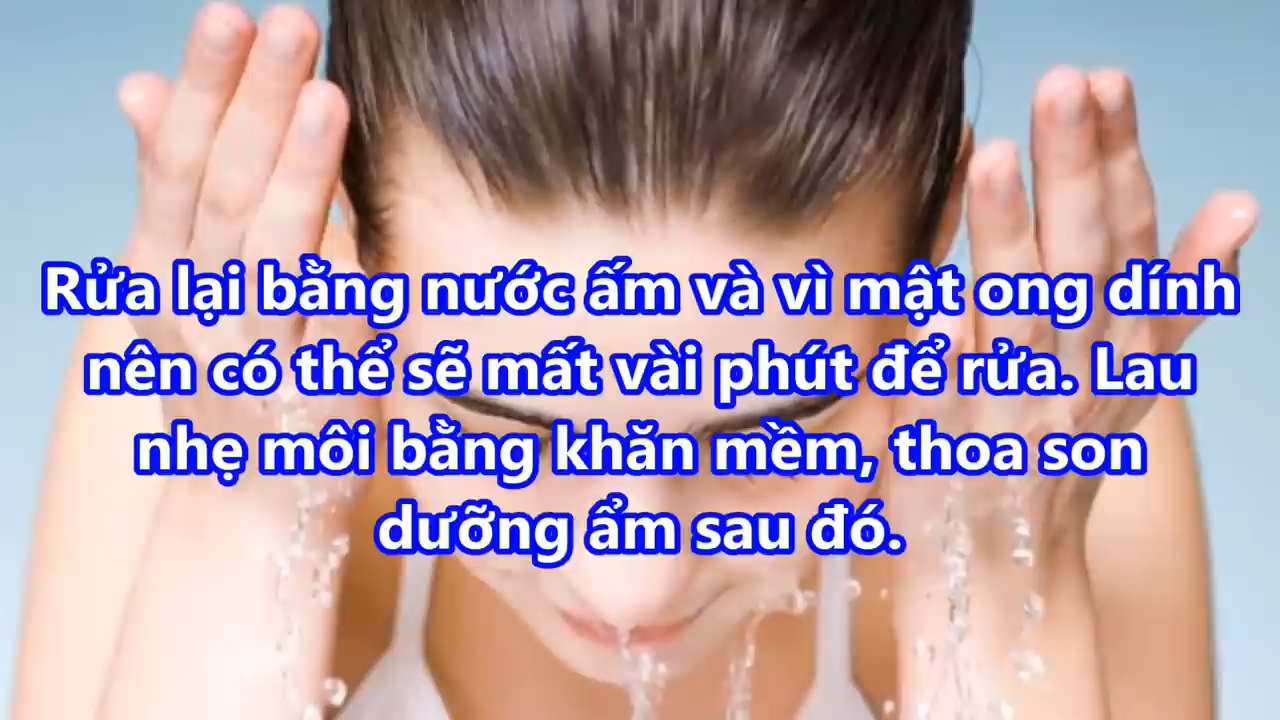 Rửa lại bằng nước ấm và vì mật ong dính
nên có thể sẽ mất vài phút để rửa. Lau
nhẹ môi bằng khăn mềm, thoa son
dưỡng ẩm sau đó.